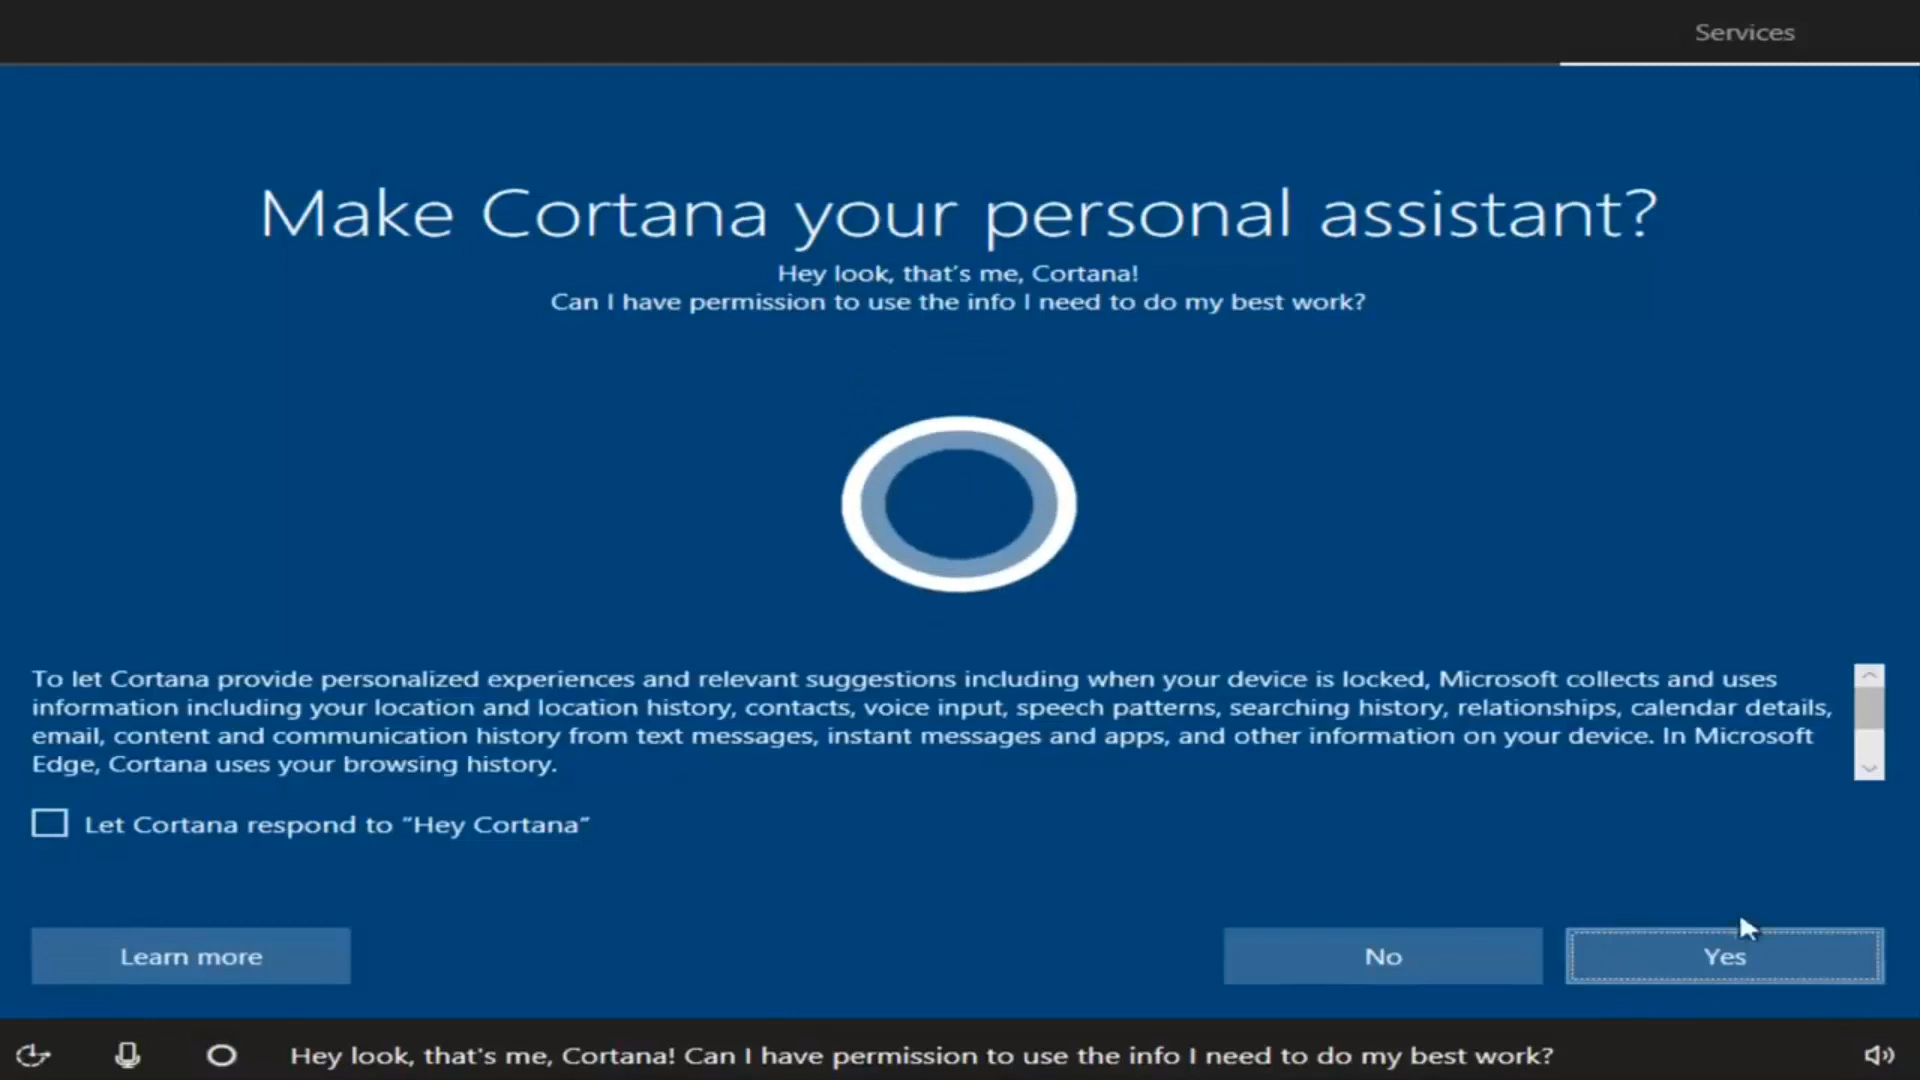 Services
Make Cortana your personal assistant?
Hey look, that's me, Cortana!
Can I have permission to use the info I need to do my best work?
To let Cortana provide personalized experiences and relevant suggestions including when your device is locked, Microsoft collects and uses
information including your location and location history, contacts, voice input, speech patterns, searching history, relationships, calendar details,
email, content and communication history from text messages, instant messages and apps, and other information on your device. In Microsoft
Edge, Cortana uses your browsing history.
Let Cortana respond to “Hey Cortana”
Learn more
No
Yes
Hey look, that's me, Cortana! Can I have permission to use the info I need to do my best work?